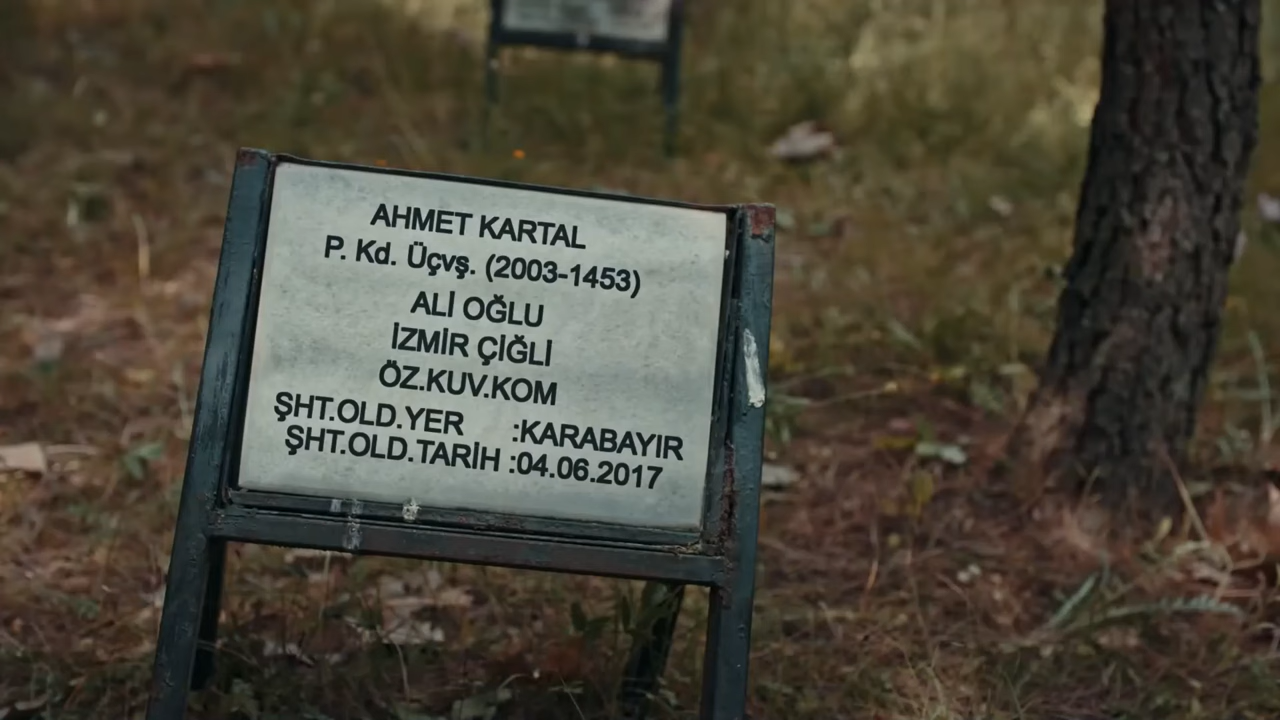 AHMET KARTAL
P. Kd. Üçvş. (2003-1453)
ALİ OĞLU
İZMİR ÇİĞLİ
ÖZ.KUV.KOM
ŞHT.OLD.YER :KARABAYIR
ŞHT.OLD.TARİH :04.06.2017